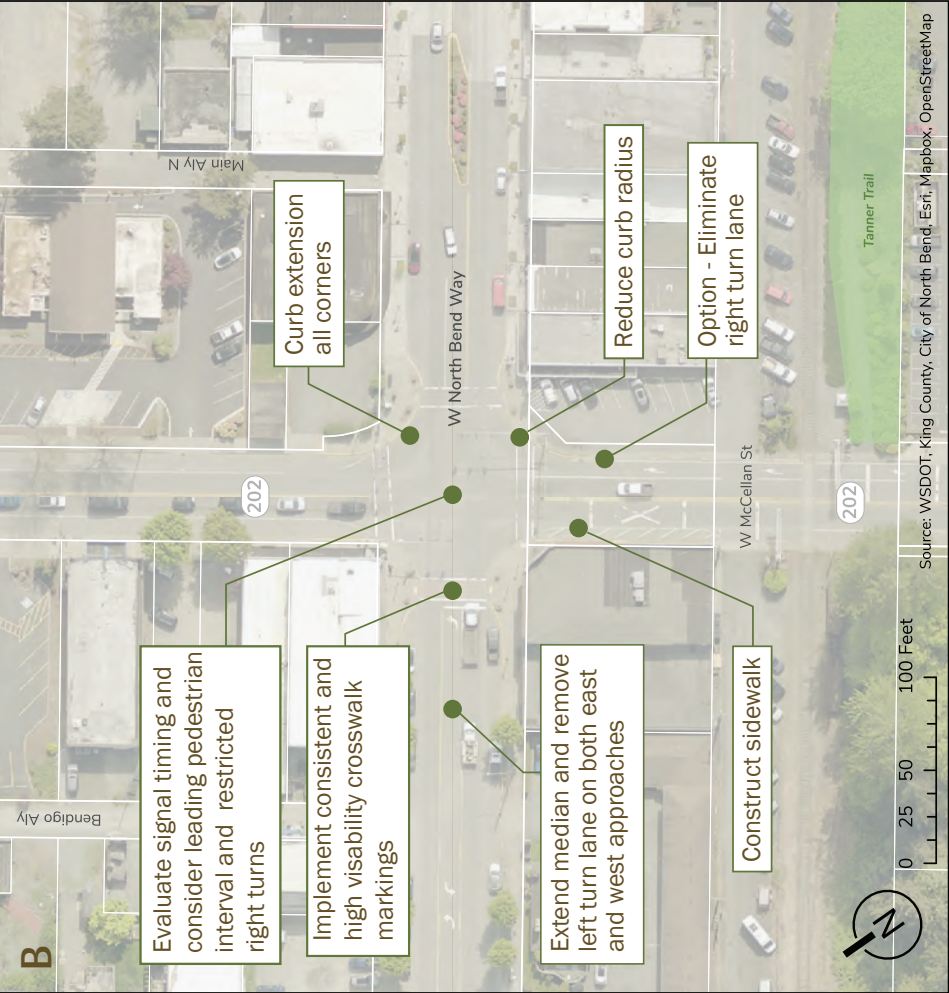 B
Evaluate signal timing and
consider leading pedestrian
interval and restricted
right turns
Implement consistent and
high visability crosswalk
markings
Extend median and remove
left turn lane on both east
and west approaches
Construct sidewalk
Curb extension
all corners
Reduce curb radius
Option - Eliminate
right turn lane
Bendigo Aly
Main Aly N
W North Bend Way
W McCellan St
202
202
Tanner Trail
0 25 50 100 Feet
N
Source: WSDOT, King County, City of North Bend, Esri, Mapbox, OpenStreetMap